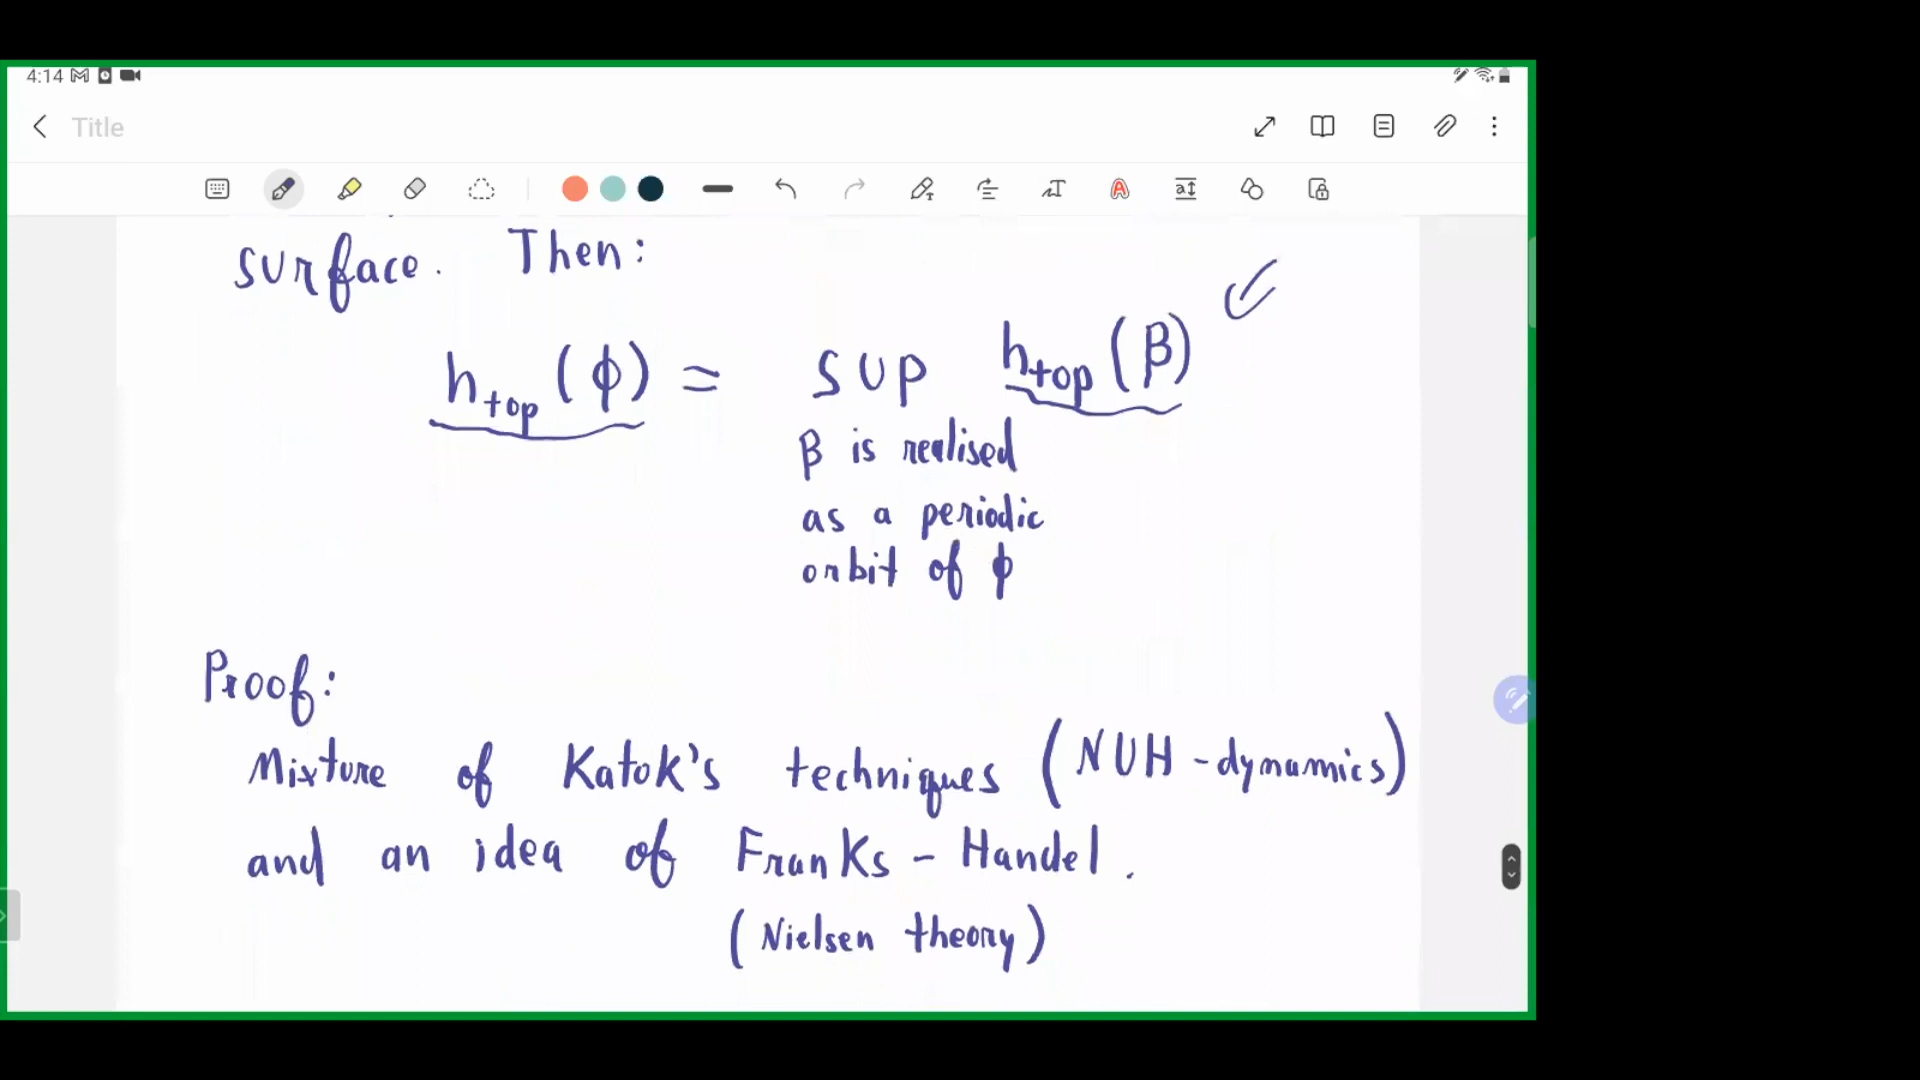 4:14
Title
surface. Then:
h_top (ϕ) = sup h_top (β)
β is realised
as a periodic
orbit of ϕ
Proof:
Mixture of Katok's techniques (NUH-dynamics)
and an idea of Franks - Handel.
(Nielsen theory)